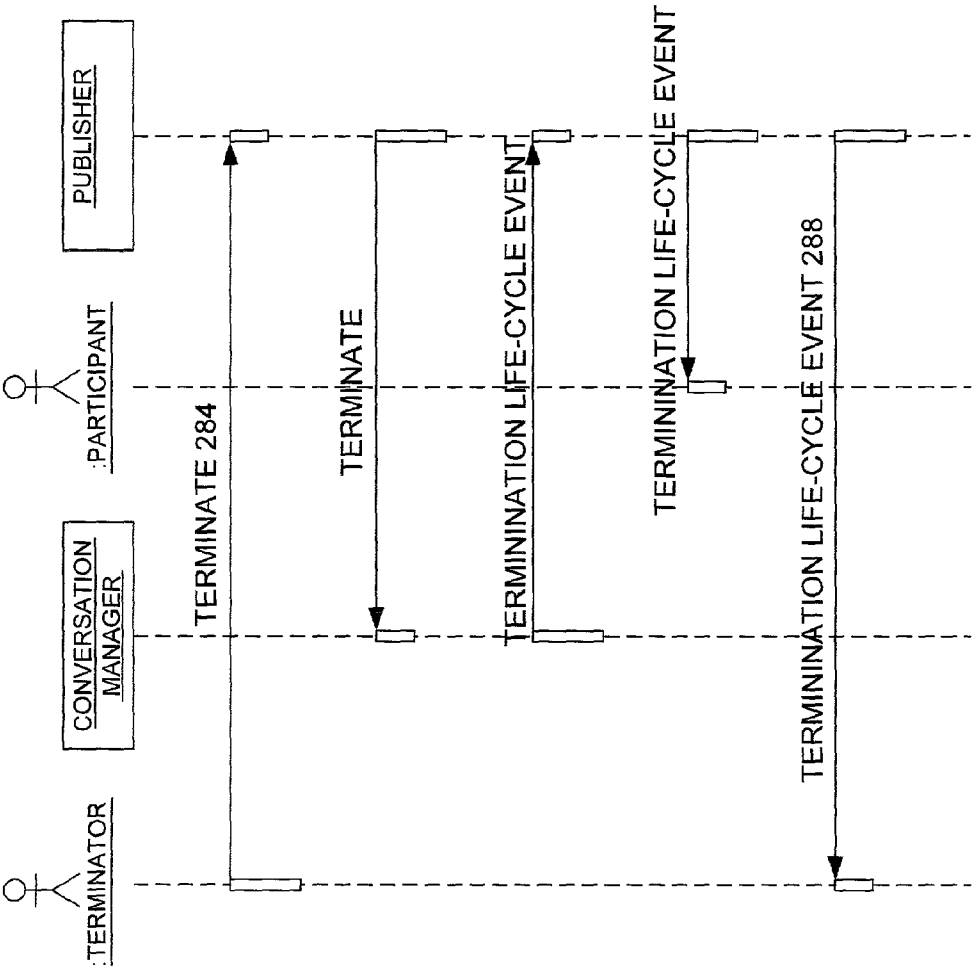 :TERMINATOR
CONVERSATION
MANAGER
:PARTICIPANT
PUBLISHER
TERMINATE 284
TERMINATE
TERMININATION LIFE-CYCLE EVENT
TERMININATION LIFE-CYCLE EVENT
TERMININATION LIFE-CYCLE EVENT 288